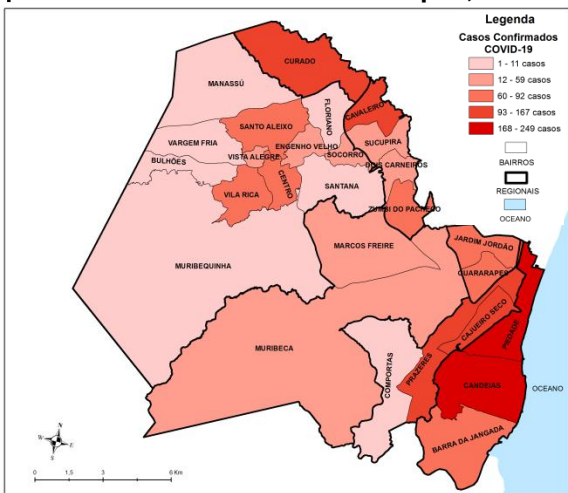 Legenda
Casos Confirmados
COVID-19
1 - 11 casos
12 - 59 casos
60 - 92 casos
93 - 167 casos
168 - 249 casos
BAIRROS
REGIONAIS
OCEANO
CURADO
MANASSÚ
FLORIANO
CAVALEIRO
SANTO ALEIXO
VARGEM FRIA
ENGENHO VELHO
SUCUPIRA
BULHÕES
VISTA ALEGRE
SOCORRO
DOIS CARNEIROS
VILA RICA
CENTRO
SANTANA
ZUMBI DO PACHECO
MARCOS FREIRE
JARDIM JORDÃO
GUARARAPES
MURIBEQUINHA
CAJUEIRO SECO
PIEDADE
MURIBECA
COMPORTAS
PRAZERES
CANDEIAS
OCEANO
BARRA DA JANGADA
N
W
E
S
0 1,5 3 6 Km